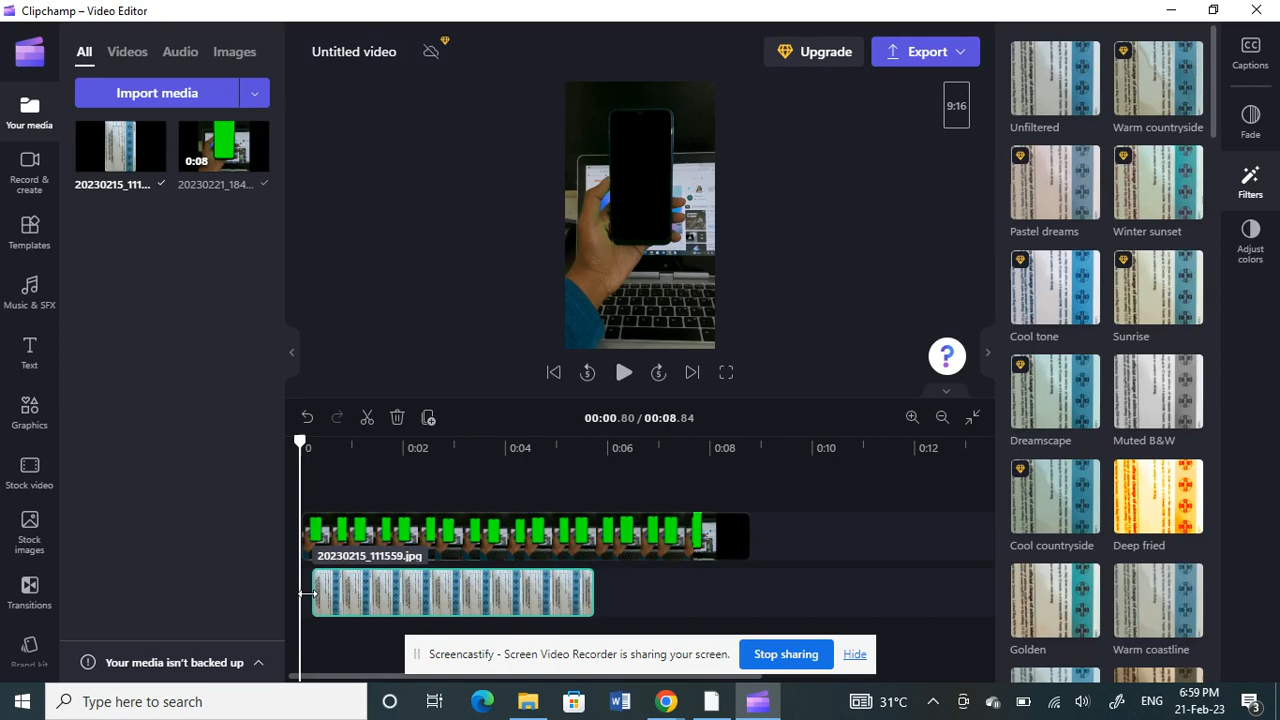 Clipchamp – Video Editor
All Videos Audio Images
Import media
0:08
20230215_111... 20230221_184...
Your media
Record &
create
Templates
Music & SFX
Text
Graphics
Stock video
Stock
images
Transitions
Brand kit
Your media isn't backed up
Untitled video
Upgrade
Export
9:16
5
5
?
00:00.80 / 00:08.84
0 0:02 0:04 0:06 0:08 0:10 0:12
20230215_111559.jpg
Screencastify - Screen Video Recorder is sharing your screen.
Stop sharing
Hide
Unfiltered Warm countryside
Pastel dreams Winter sunset
Cool tone Sunrise
Dreamscape Muted B&W
Cool countryside Deep fried
Golden Warm coastline
CC
Captions
Fade
Filters
Adjust
colors
Type here to search
31°C
ENG
6:59 PM
21-Feb-23
3